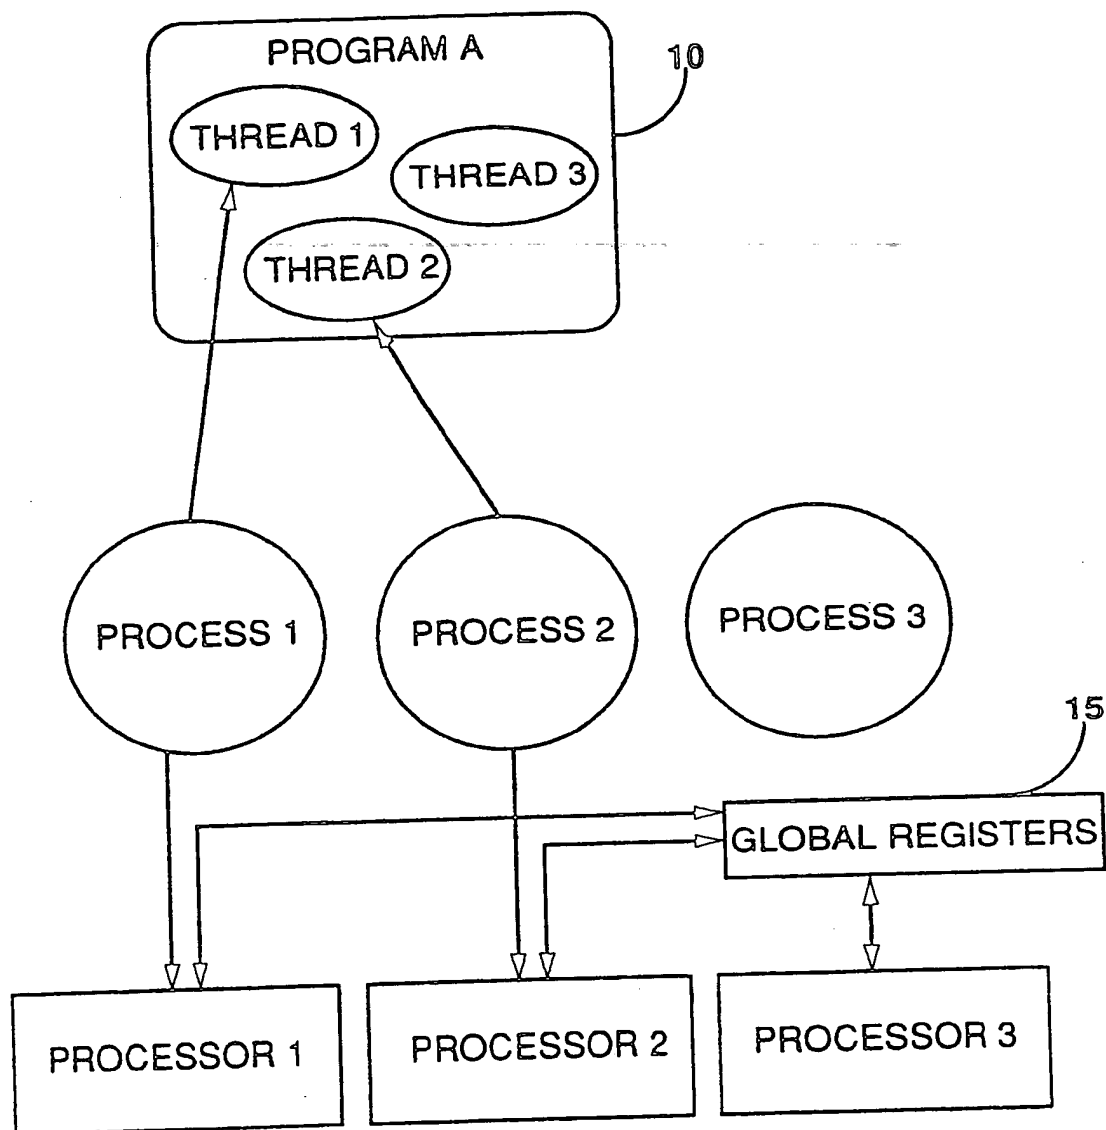 PROGRAM A
10
THREAD 1
THREAD 3
THREAD 2
PROCESS 1
PROCESS 2
PROCESS 3
15
GLOBAL REGISTERS
PROCESSOR 1
PROCESSOR 2
PROCESSOR 3